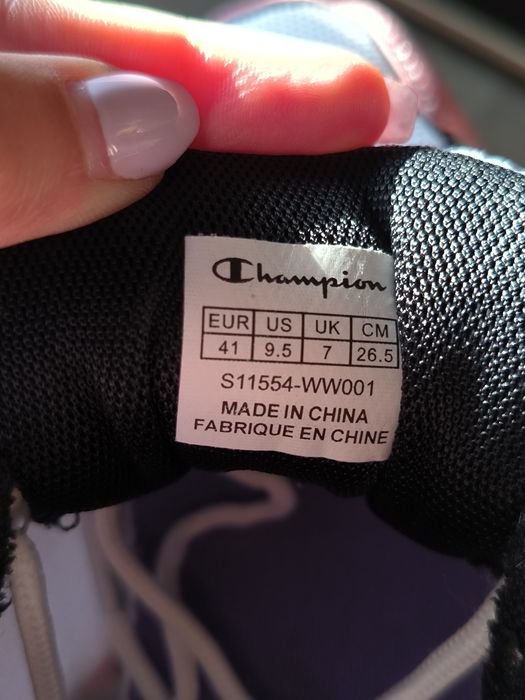 Champion
EUR US UK CM
41 9.5 7 26.5
S11554-WW001
MADE IN CHINA
FABRIQUE EN CHINE